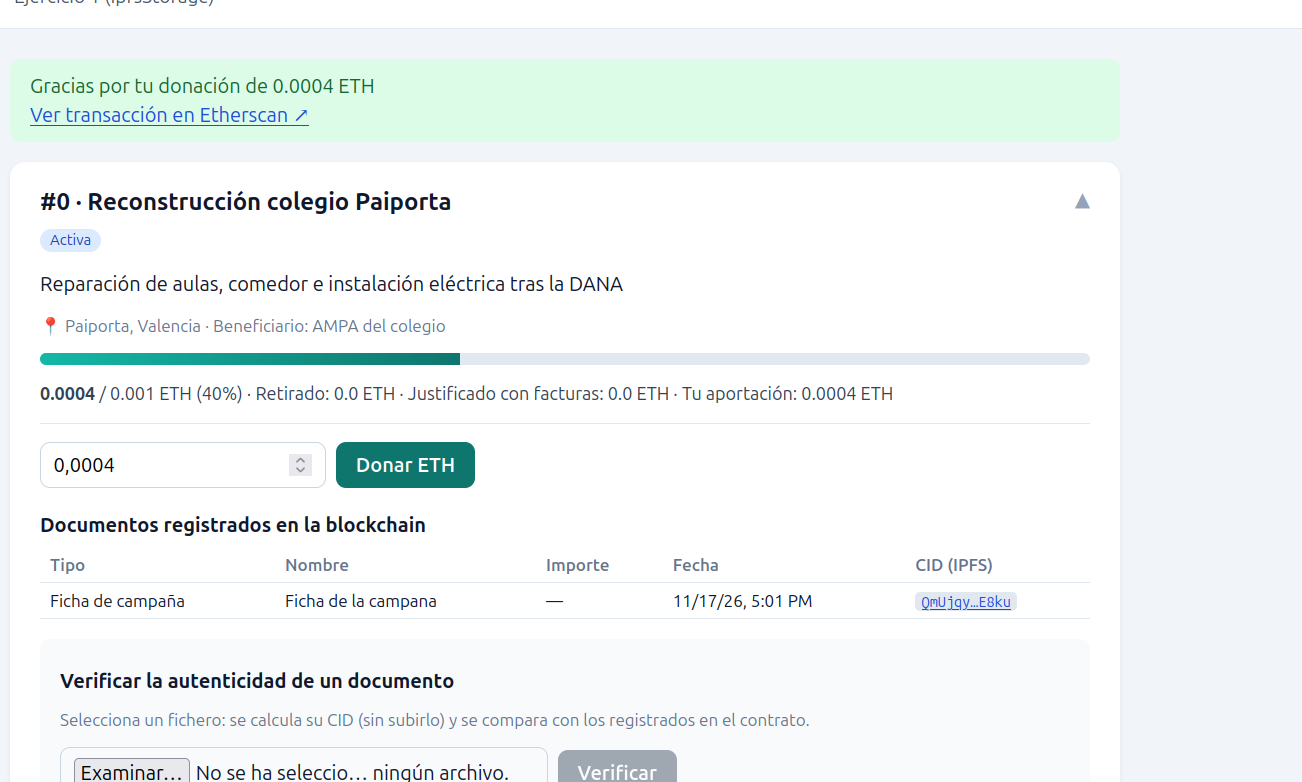 Ejercicio 1 (IpfsStorage)
Gracias por tu donación de 0.0004 ETH
Ver transacción en Etherscan ↗
#0 · Reconstrucción colegio Paiporta ▲
Activa
Reparación de aulas, comedor e instalación eléctrica tras la DANA
📍 Paiporta, Valencia · Beneficiario: AMPA del colegio
0.0004 / 0.001 ETH (40%) · Retirado: 0.0 ETH · Justificado con facturas: 0.0 ETH · Tu aportación: 0.0004 ETH
0,0004 Donar ETH
Documentos registrados en la blockchain
Tipo Nombre Importe Fecha CID (IPFS)
Ficha de campaña Ficha de la campana — 11/17/26, 5:01 PM QmUjqy…E8ku
Verificar la autenticidad de un documento
Selecciona un fichero: se calcula su CID (sin subirlo) y se compara con los registrados en el contrato.
Examinar… No se ha seleccio… ningún archivo. Verificar